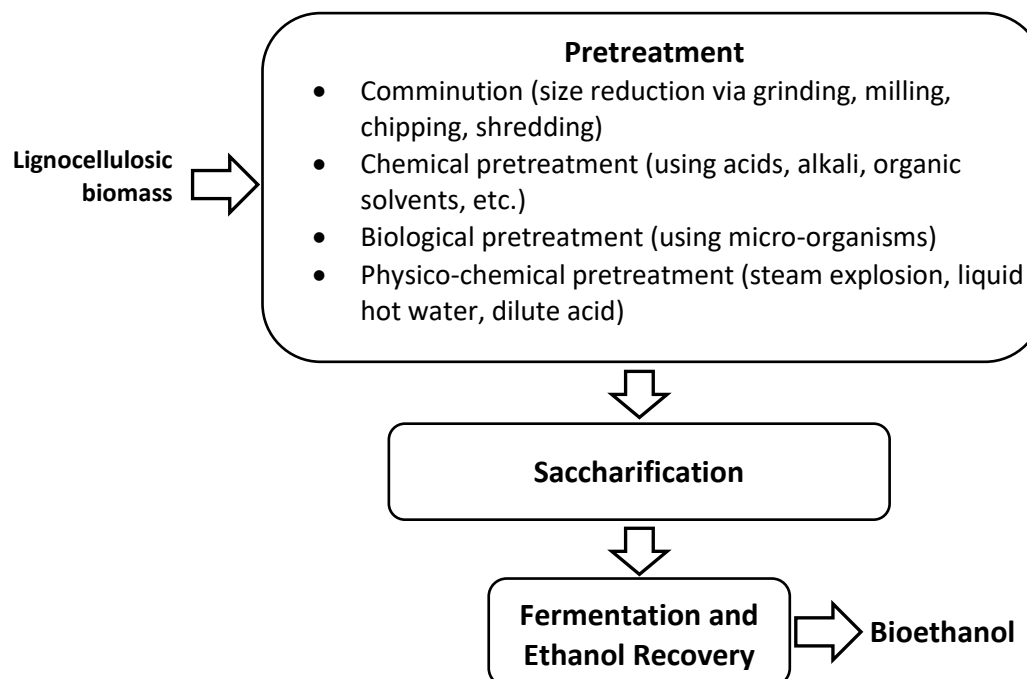 Pretreatment
• Comminution (size reduction via grinding, milling,
chipping, shredding)
Lignocellulosic
biomass
• Chemical pretreatment (using acids, alkali, organic
solvents, etc.)
• Biological pretreatment (using micro-organisms)
• Physico-chemical pretreatment (steam explosion, liquid
hot water, dilute acid)
Saccharification
Fermentation and
Ethanol Recovery
Bioethanol